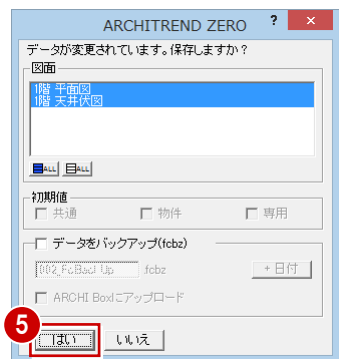 ARCHITREND ZERO
? ×
データが変更されています。保存しますか？
図面
1階 平面図
1階 天井伏図
ALL ALL
初期値
共通 物件 専用
データをバックアップ(fcbz)
.fcbz +日付
ARCHI Boxにアップロード
5
はい いいえ